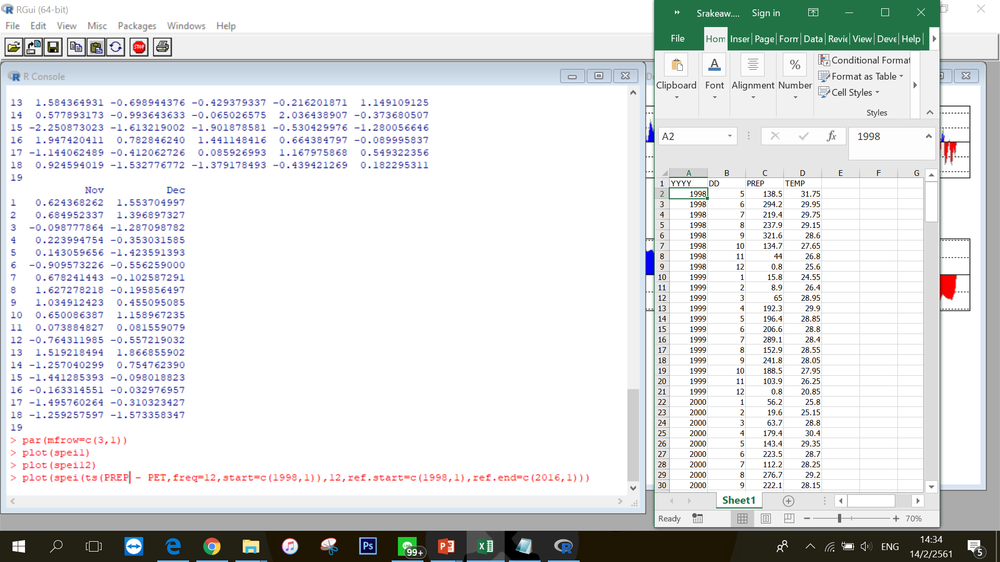 RGui (64-bit)
File Edit View Misc Packages Windows Help
STOP
R Console
13 1.584364931 -0.698944376 -0.429379337 -0.216201871 1.149109125
14 0.577893173 -0.993643633 -0.065026575 2.036438907 -0.373680507
15 -2.250873023 -1.613219002 -1.901878581 -0.530429976 -1.280056646
16 1.947420411 0.782846240 1.441148416 0.664384797 -0.089995837
17 -1.144062489 -0.412062726 0.085926993 1.167975868 0.549322356
18 0.924594019 -1.532776772 -1.379178493 -0.439421269 0.182295311
19
Nov Dec
1 0.624368262 1.553704997
2 0.684952337 1.396897327
3 -0.098777864 -1.287098782
4 0.223994754 -0.353031585
5 0.143059656 -1.423591393
6 -0.909573226 -0.556259000
7 0.678241443 -0.102587291
8 1.627278218 -0.195856497
9 1.034912423 0.455095085
10 0.650086387 1.158967235
11 0.073884827 0.081559079
12 -0.764311985 -0.557219032
13 1.519218494 1.866855902
14 -1.257040299 0.754762390
15 -1.441285393 -0.098018823
16 -0.163314551 -0.032976957
17 -1.495760264 -0.310323427
18 -1.259257597 -1.573358347
19
> par(mfrow=c(3,1))
> plot(spei1)
> plot(spei12)
> plot(spei(ts(PREP - PET,freq=12,start=c(1998,1)),12,ref.start=c(1998,1),ref.end=c(2016,1)))
Srakeaw.... Sign in
File Hom Inser Page Form Data Revie View Deve Help
Clipboard Font Alignment Number
Conditional Format
Format as Table
Cell Styles
Styles
A2 fx 1998
A B C D E F G
1 YYYY DD PREP TEMP
2 1998 5 138.5 31.75
3 1998 6 294.2 29.95
4 1998 7 219.4 29.75
5 1998 8 237.9 29.15
6 1998 9 321.6 28.6
7 1998 10 134.7 27.65
8 1998 11 44 26.8
9 1998 12 0.8 25.6
10 1999 1 15.8 24.55
11 1999 2 8.9 26.4
12 1999 3 65 28.95
13 1999 4 192.3 29.9
14 1999 5 196.4 28.85
15 1999 6 206.6 28.8
16 1999 7 289.1 28.4
17 1999 8 152.9 28.55
18 1999 9 241.8 28.05
19 1999 10 188.5 27.95
20 1999 11 103.9 26.25
21 1999 12 0.8 20.85
22 2000 1 56.2 25.8
23 2000 2 19.6 25.15
24 2000 3 63.7 28.8
25 2000 4 179.4 30.4
26 2000 5 143.4 29.35
27 2000 6 223.5 28.7
28 2000 7 112.2 28.25
29 2000 8 276.7 29.2
30 2000 9 222.1 28.15
Sheet1
Ready 70%
Ps LINE 99+ ENG
14:34
14/2/2561
5